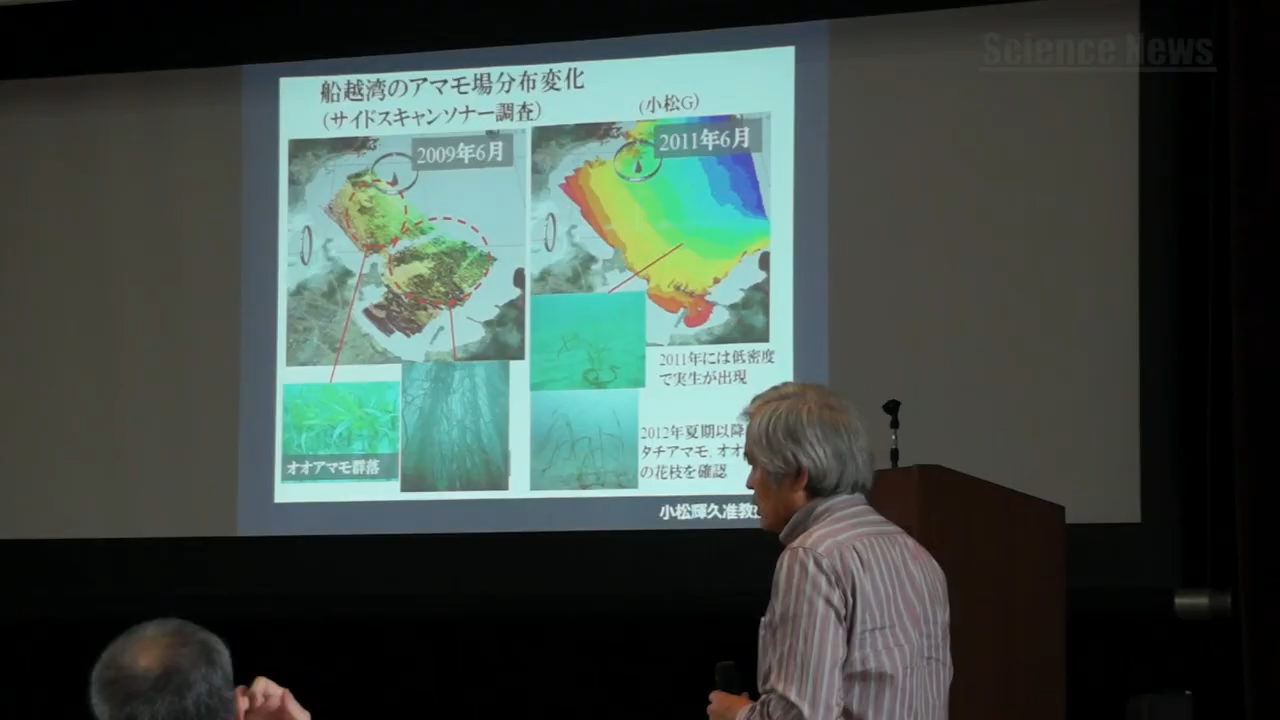 Science News
船越湾のアマモ場分布変化
(サイドスキャンソナー調査)
(小松G)
2009年6月
2011年6月
2011年には低密度
で実生が出現
2012年夏期以降
タチアマモ,オオ
の花枝を確認
オオアマモ群落
小松輝久准教